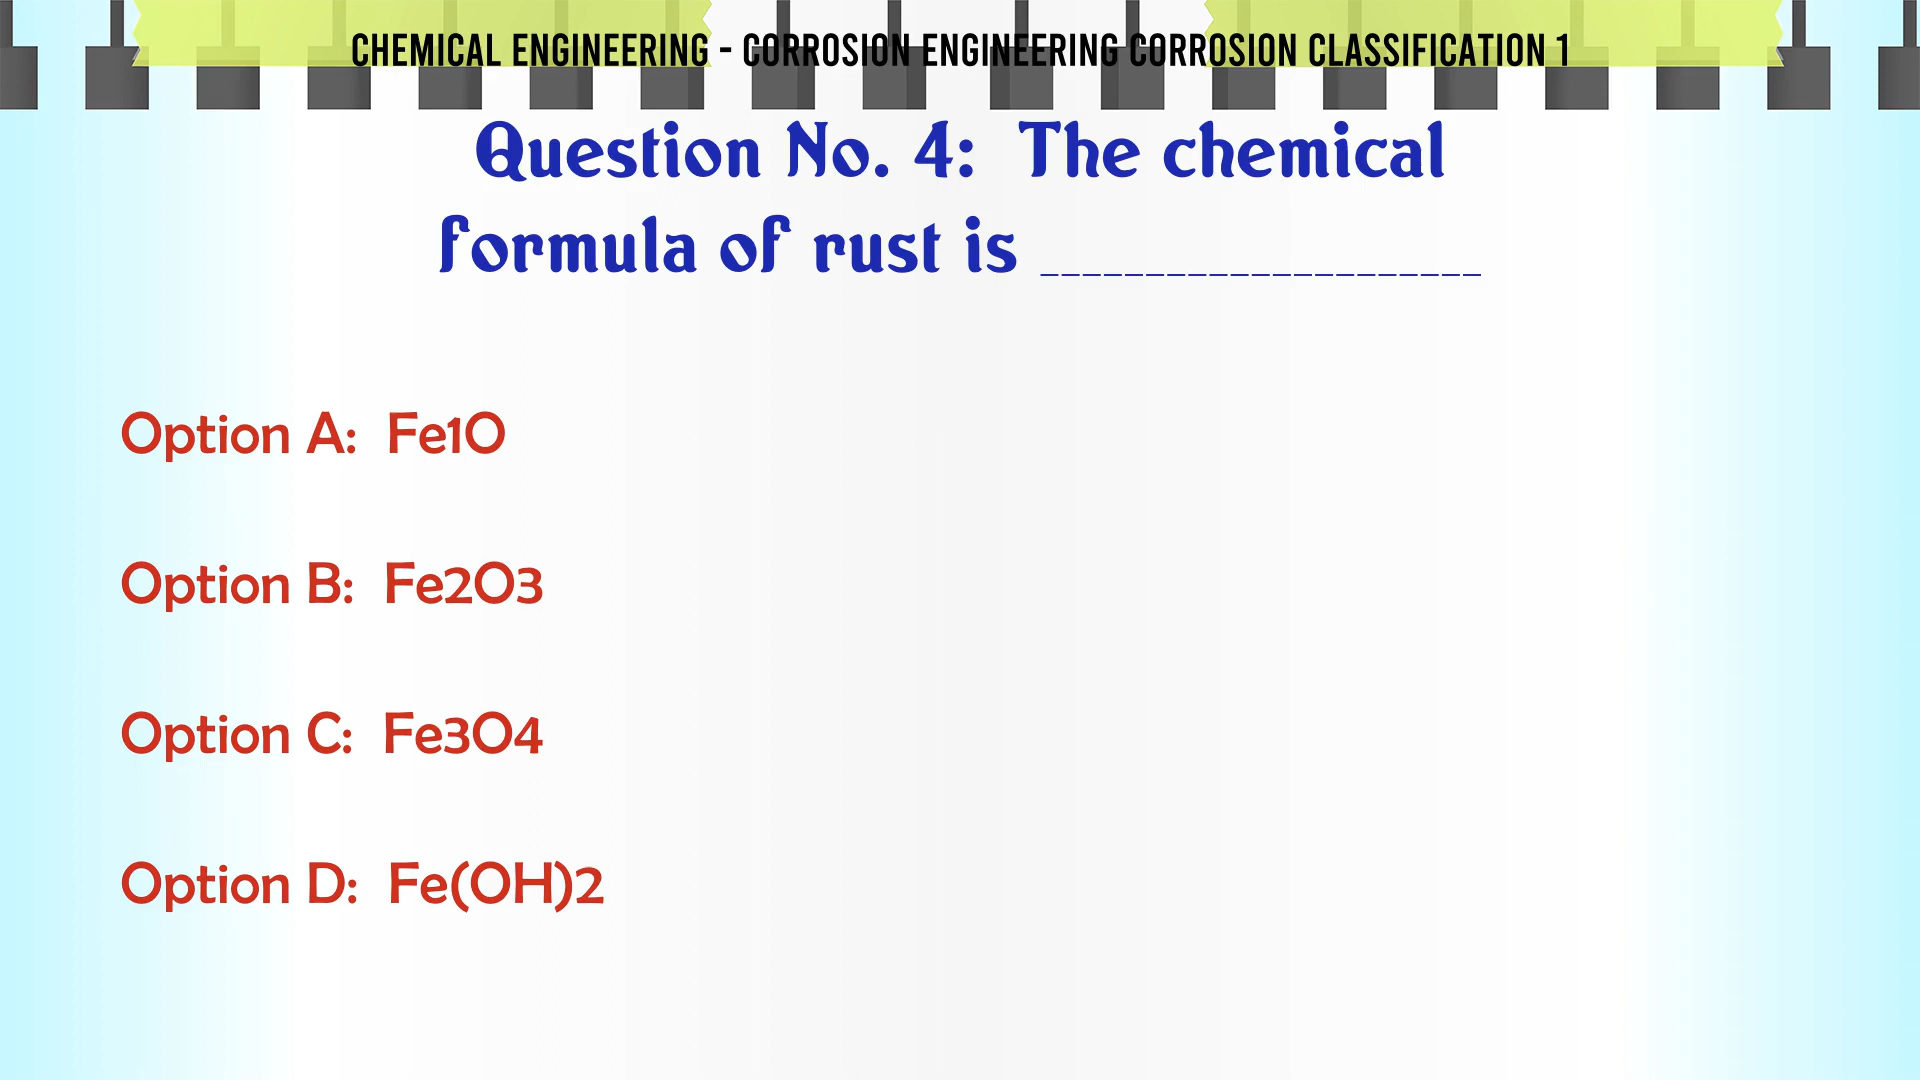 CHEMICAL ENGINEERING - CORROSION ENGINEERING CORROSION CLASSIFICATION 1
Question No. 4: The chemical
formula of rust is _____________________
Option A: Fe1O
Option B: Fe2O3
Option C: Fe3O4
Option D: Fe(OH)2